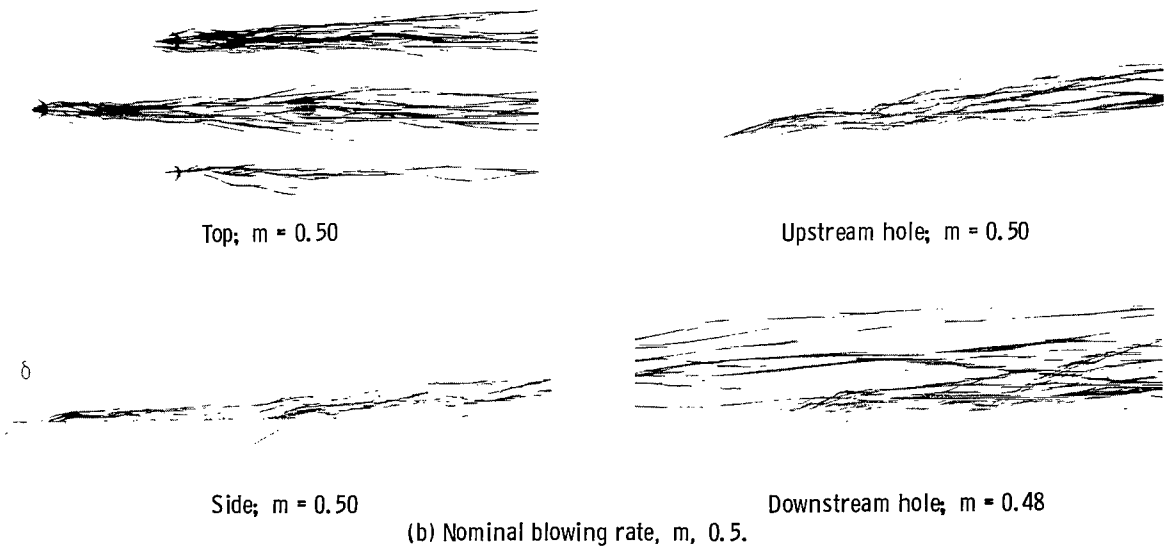 Top; m = 0.50
Upstream hole; m = 0.50
δ
Side; m = 0.50
Downstream hole; m = 0.48
(b) Nominal blowing rate, m, 0.5.